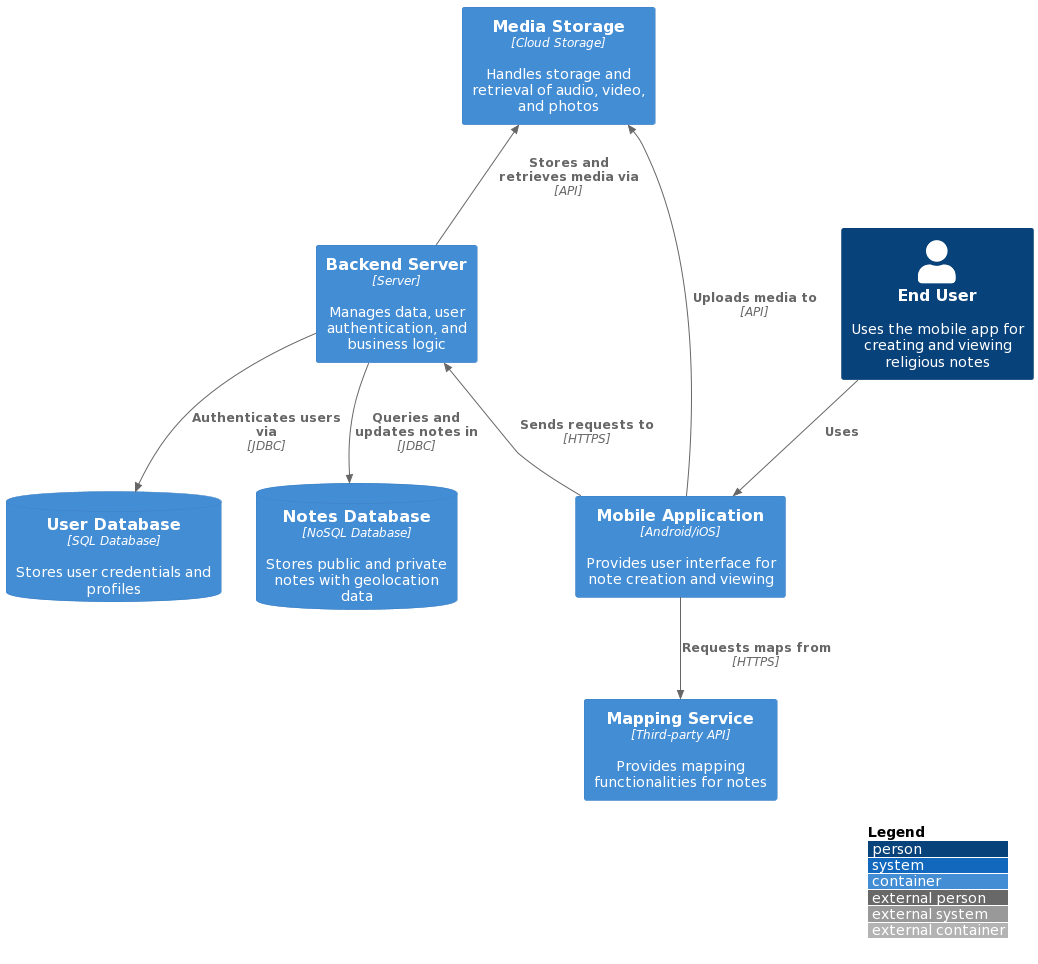 Media Storage
[Cloud Storage]
Handles storage and
retrieval of audio, video,
and photos
Stores and
retrieves media via
[API]
Backend Server
[Server]
Manages data, user
authentication, and
business logic
Uploads media to
[API]
End User
Uses the mobile app for
creating and viewing
religious notes
Authenticates users
via
[JDBC]
Queries and
updates notes in
[JDBC]
Sends requests to
[HTTPS]
Uses
User Database
[SQL Database]
Stores user credentials and
profiles
Notes Database
[NoSQL Database]
Stores public and private
notes with geolocation
data
Mobile Application
[Android/iOS]
Provides user interface for
note creation and viewing
Requests maps from
[HTTPS]
Mapping Service
[Third-party API]
Provides mapping
functionalities for notes
Legend
person
system
container
external person
external system
external container